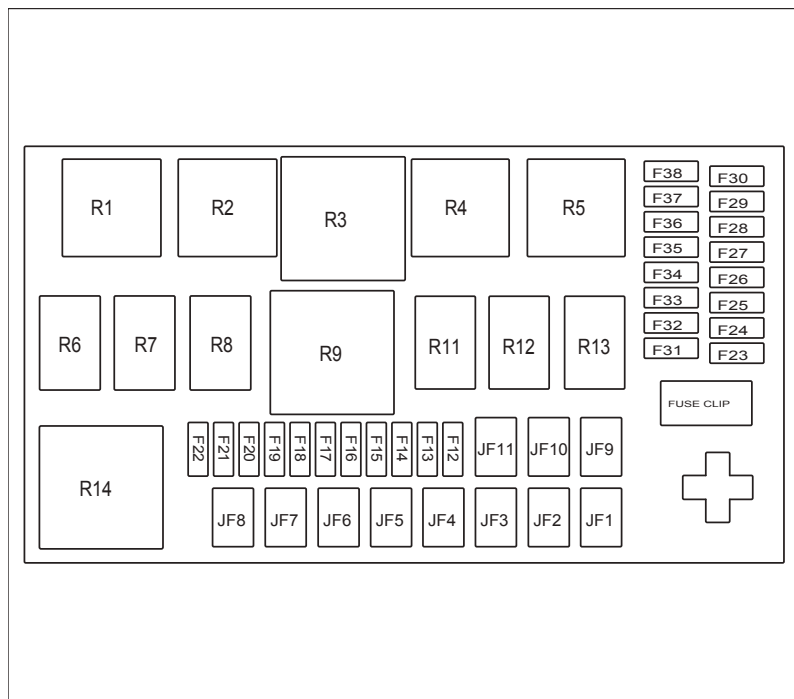 R1 R2 R3 R4 R5
F38 F30
F37 F29
F36 F28
F35 F27
F34 F26
F33 F25
F32 F24
F31 F23
R6 R7 R8 R9 R11 R12 R13
FUSE CLIP
F22 F21 F20 F19 F18 F17 F16 F15 F14 F13 F12 JF11 JF10 JF9
R14
JF8 JF7 JF6 JF5 JF4 JF3 JF2 JF1